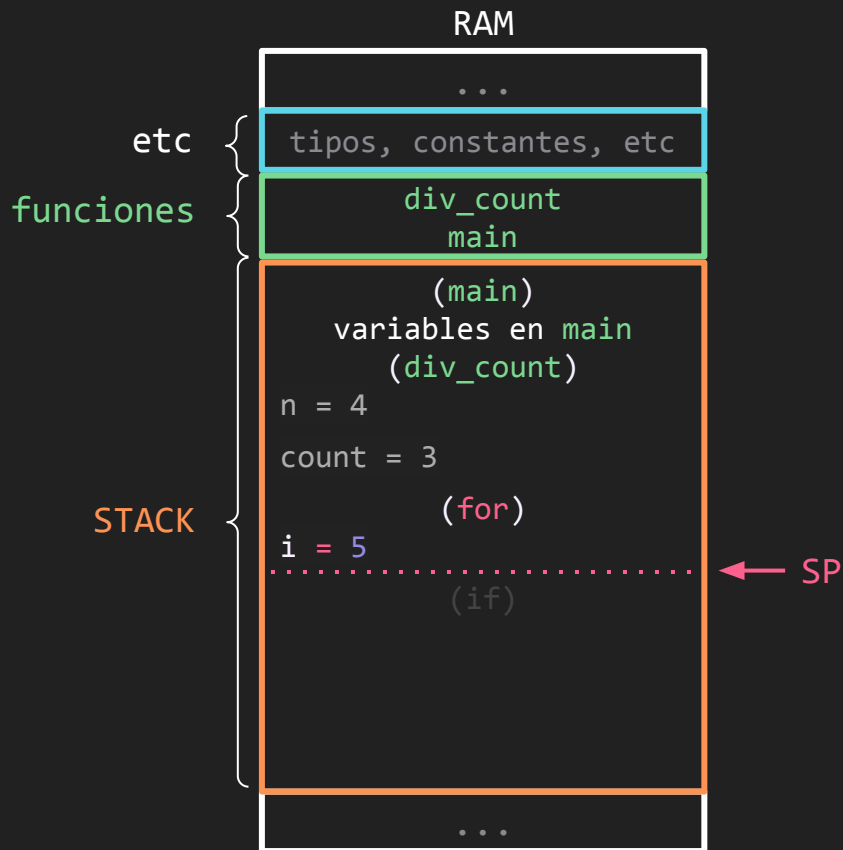 RAM
...
etc
tipos, constantes, etc
funciones
div_count
main
STACK
(main)
variables en main
(div_count)
n = 4
count = 3
(for)
i = 5
SP
(if)
...